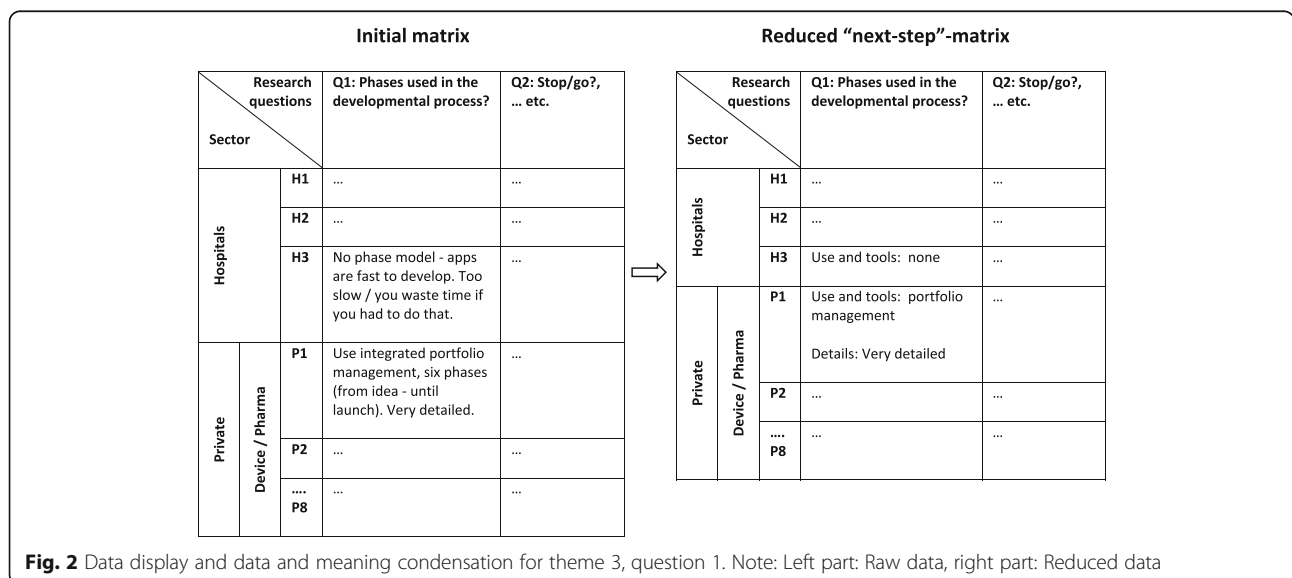 Initial matrix
Research
questions
Sector
Q1: Phases used in the
developmental process?
Q2: Stop/go?,
... etc.
Hospitals
H1
...
...
H2
...
...
H3
No phase model - apps
are fast to develop. Too
slow / you waste time if
you had to do that.
...
Private
Device / Pharma
P1
Use integrated portfolio
management, six phases
(from idea - until
launch). Very detailed.
...
P2
...
...
....
P8
...
...
Reduced “next-step”-matrix
Research
questions
Sector
Q1: Phases used in the
developmental process?
Q2: Stop/go?,
... etc.
Hospitals
H1
...
...
H2
...
...
H3
Use and tools: none
...
Private
Device / Pharma
P1
Use and tools: portfolio
management
Details: Very detailed
...
P2
...
...
....
P8
...
...
Fig. 2 Data display and data and meaning condensation for theme 3, question 1. Note: Left part: Raw data, right part: Reduced data